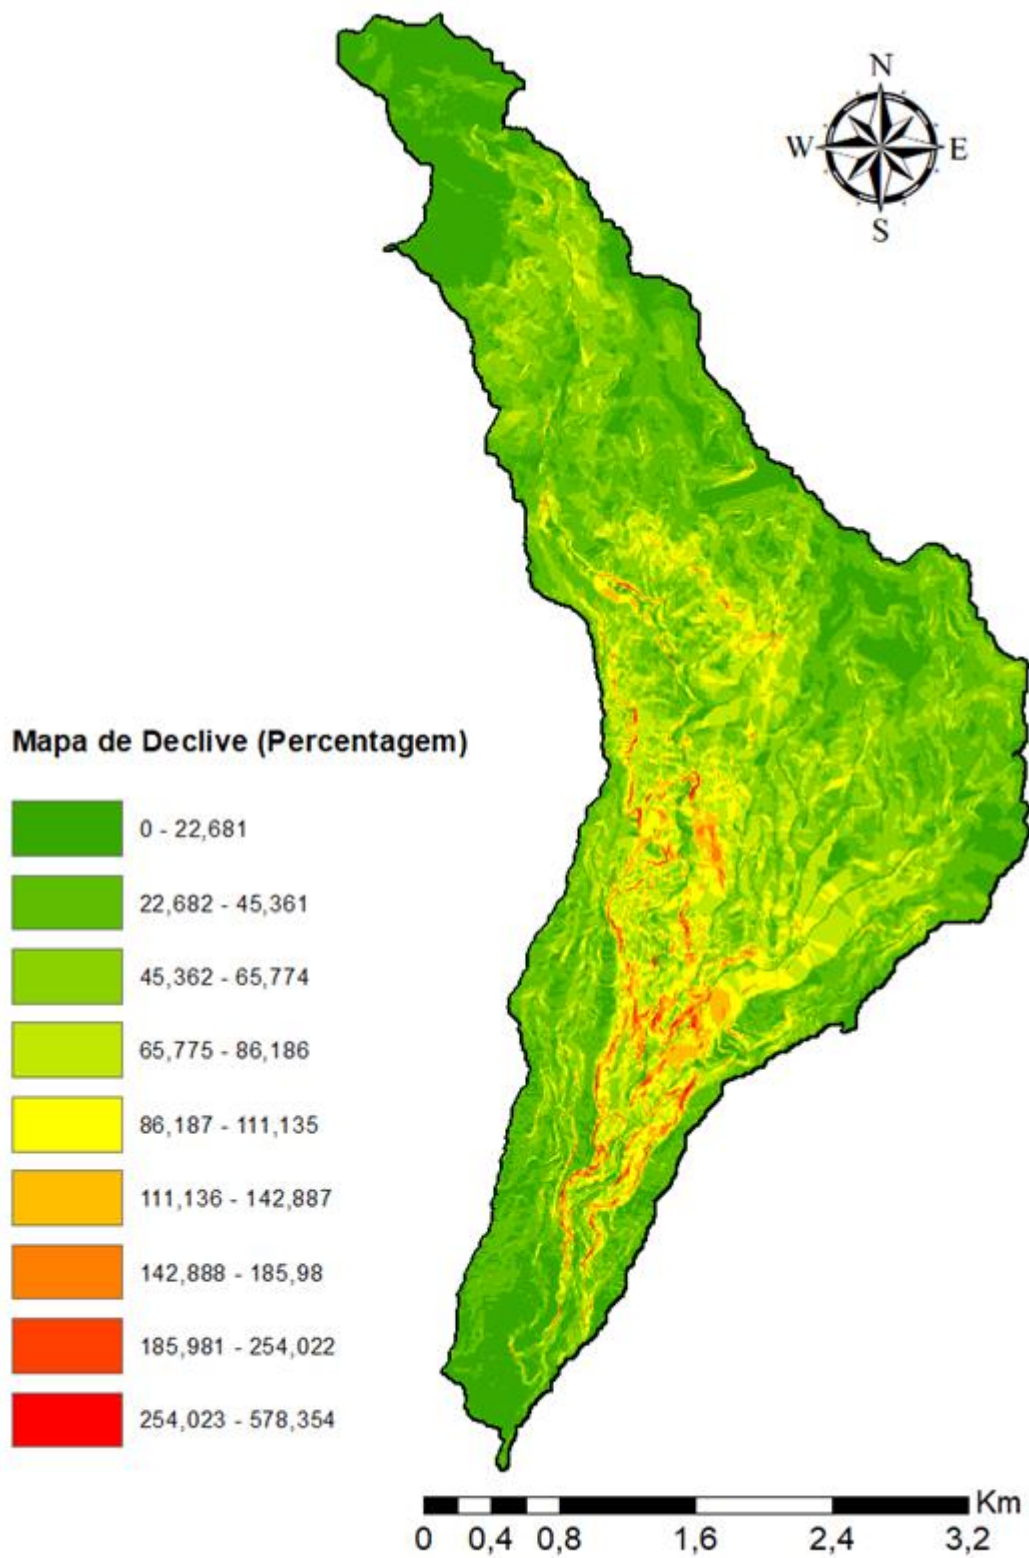 N
W E
S
Mapa de Declive (Percentagem)
0 - 22,681
22,682 - 45,361
45,362 - 65,774
65,775 - 86,186
86,187 - 111,135
111,136 - 142,887
142,888 - 185,98
185,981 - 254,022
254,023 - 578,354
Km
0 0,4 0,8 1,6 2,4 3,2